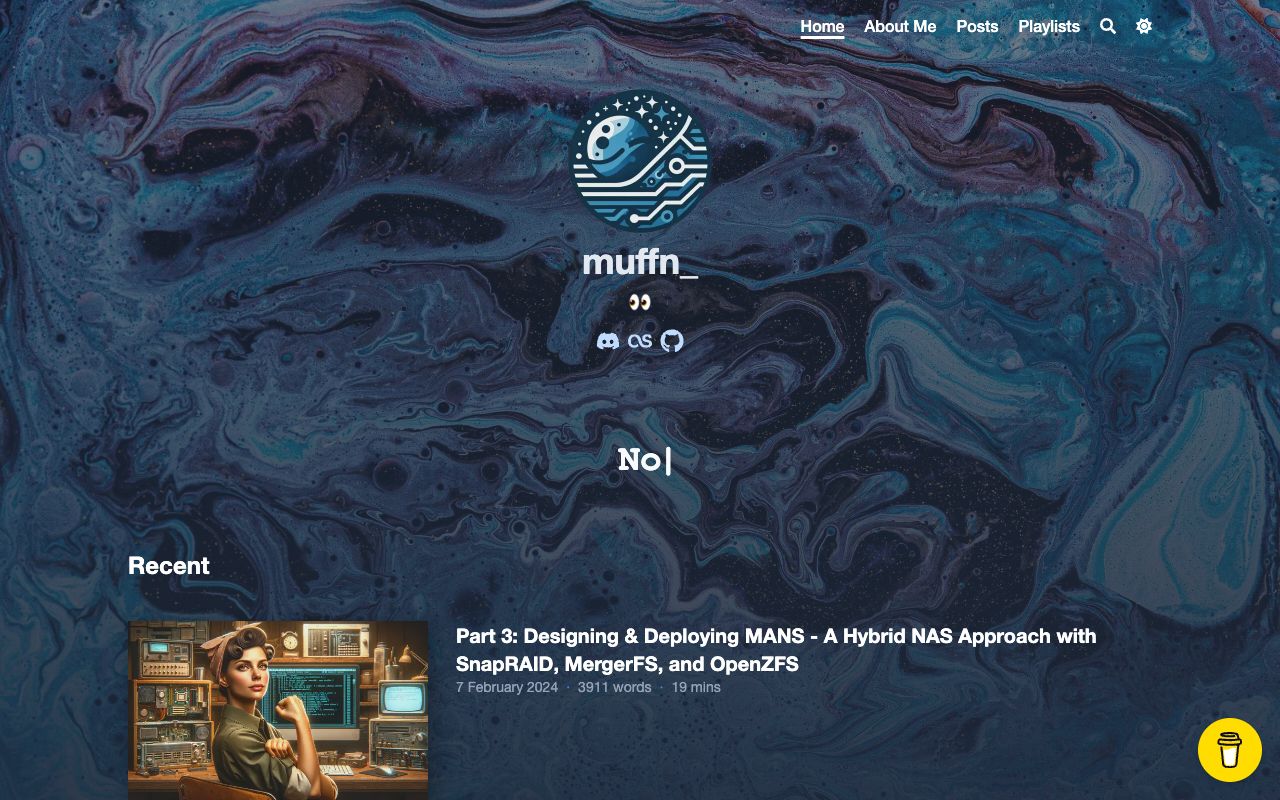 Home About Me Posts Playlists
muffn_
No|
Recent
Part 3: Designing & Deploying MANS - A Hybrid NAS Approach with
SnapRAID, MergerFS, and OpenZFS
7 February 2024 · 3911 words · 19 mins